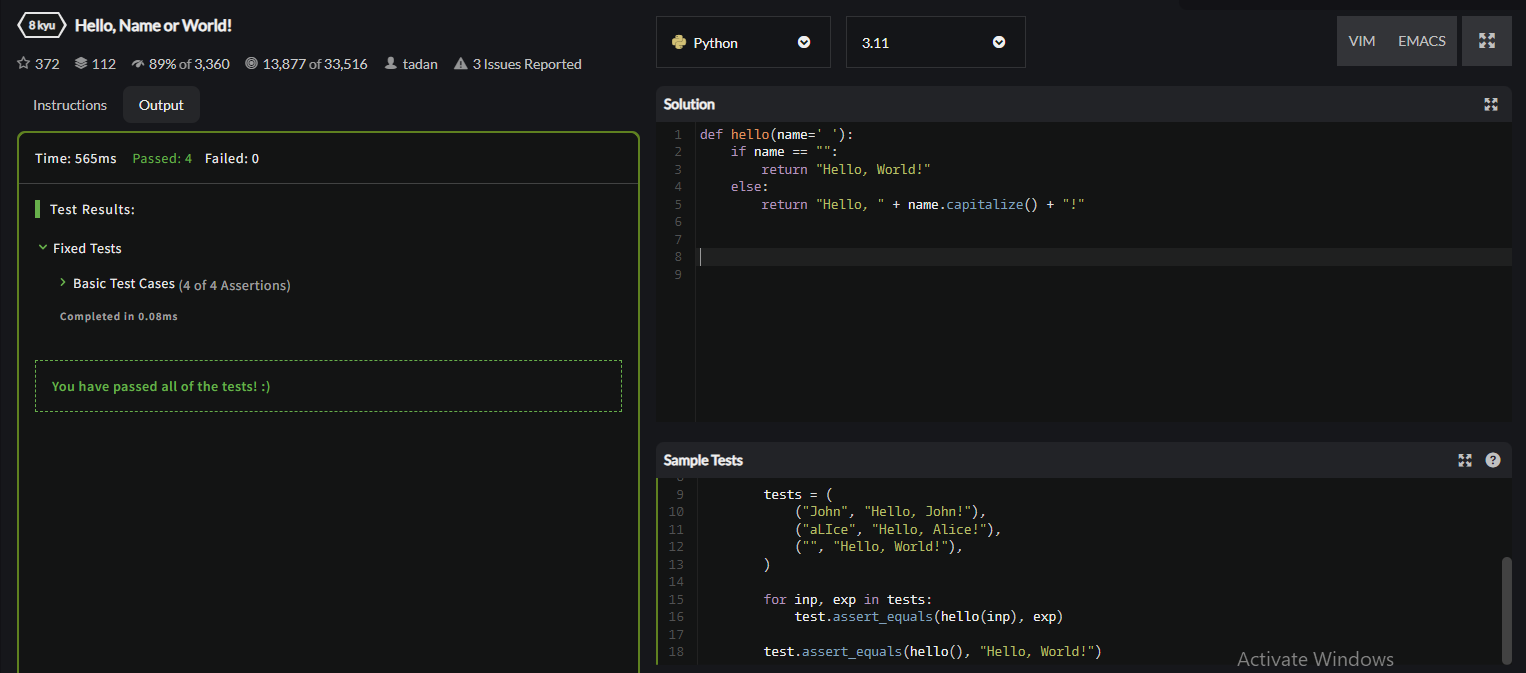 8 kyu Hello, Name or World!
372 112 89% of 3,360 13,877 of 33,516 tadan 3 Issues Reported
Instructions Output
Time: 565ms Passed: 4 Failed: 0
Test Results:
Fixed Tests
Basic Test Cases (4 of 4 Assertions)
Completed in 0.08ms
You have passed all of the tests! :)
Python 3.11 VIM EMACS
Solution
1 def hello(name=' '):
2     if name == "":
3         return "Hello, World!"
4     else:
5         return "Hello, " + name.capitalize() + "!"
6
7
8
9
Sample Tests
9 tests = (
10     ("John", "Hello, John!"),
11     ("aLIce", "Hello, Alice!"),
12     ("", "Hello, World!"),
13 )
14
15 for inp, exp in tests:
16     test.assert_equals(hello(inp), exp)
17
18 test.assert_equals(hello(), "Hello, World!")
Activate Windows